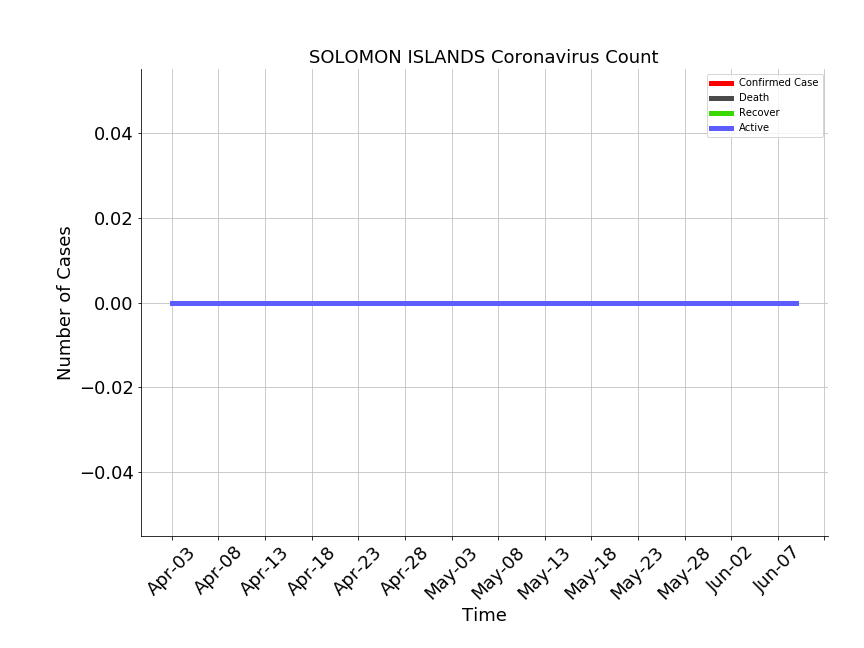 SOLOMON ISLANDS Coronavirus Count
Confirmed Case
Death
Recover
Active
Number of Cases
0.04
0.02
0.00
−0.02
−0.04
Apr-03
Apr-08
Apr-13
Apr-18
Apr-23
Apr-28
May-03
May-08
May-13
May-18
May-23
May-28
Jun-02
Jun-07
Time